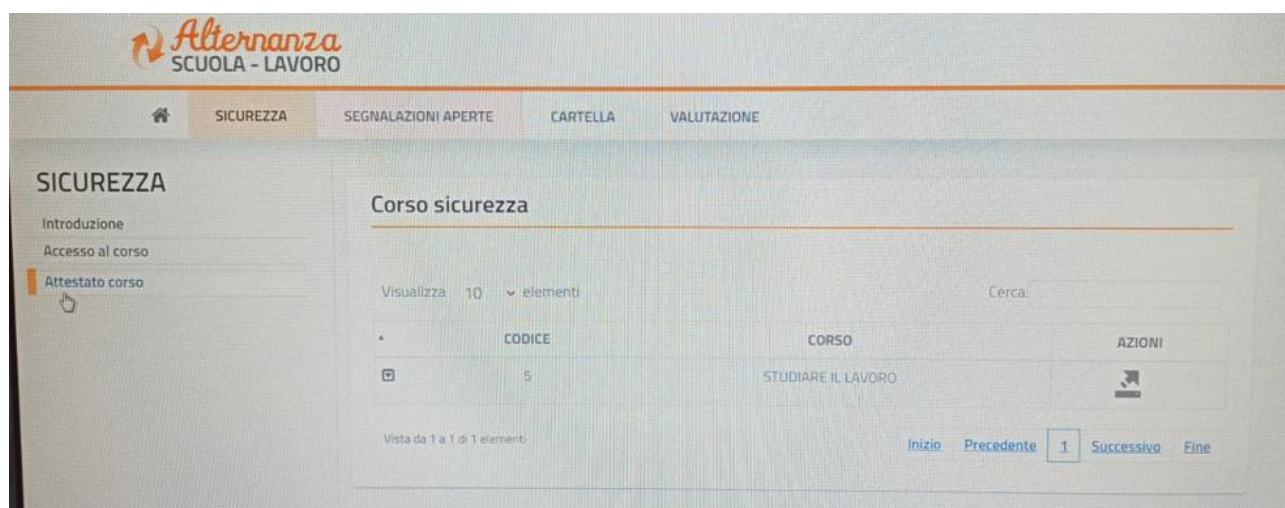 Alternanza
SCUOLA - LAVORO
SICUREZZA SEGNALAZIONI APERTE CARTELLA VALUTAZIONE
SICUREZZA
Introduzione
Accesso al corso
Attestato corso
Corso sicurezza
Visualizza 10 elementi Cerca:
CODICE CORSO AZIONI
5 STUDIARE IL LAVORO
Vista da 1 a 1 di 1 elementi
Inizio Precedente 1 Successivo Fine